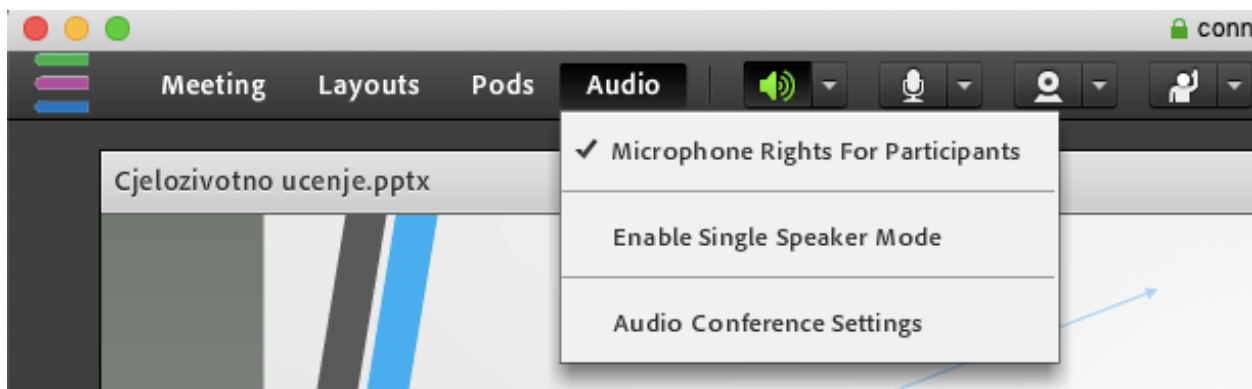 conn
Meeting Layouts Pods Audio
Microphone Rights For Participants
Cjelozivotno ucenje.pptx
Enable Single Speaker Mode
Audio Conference Settings